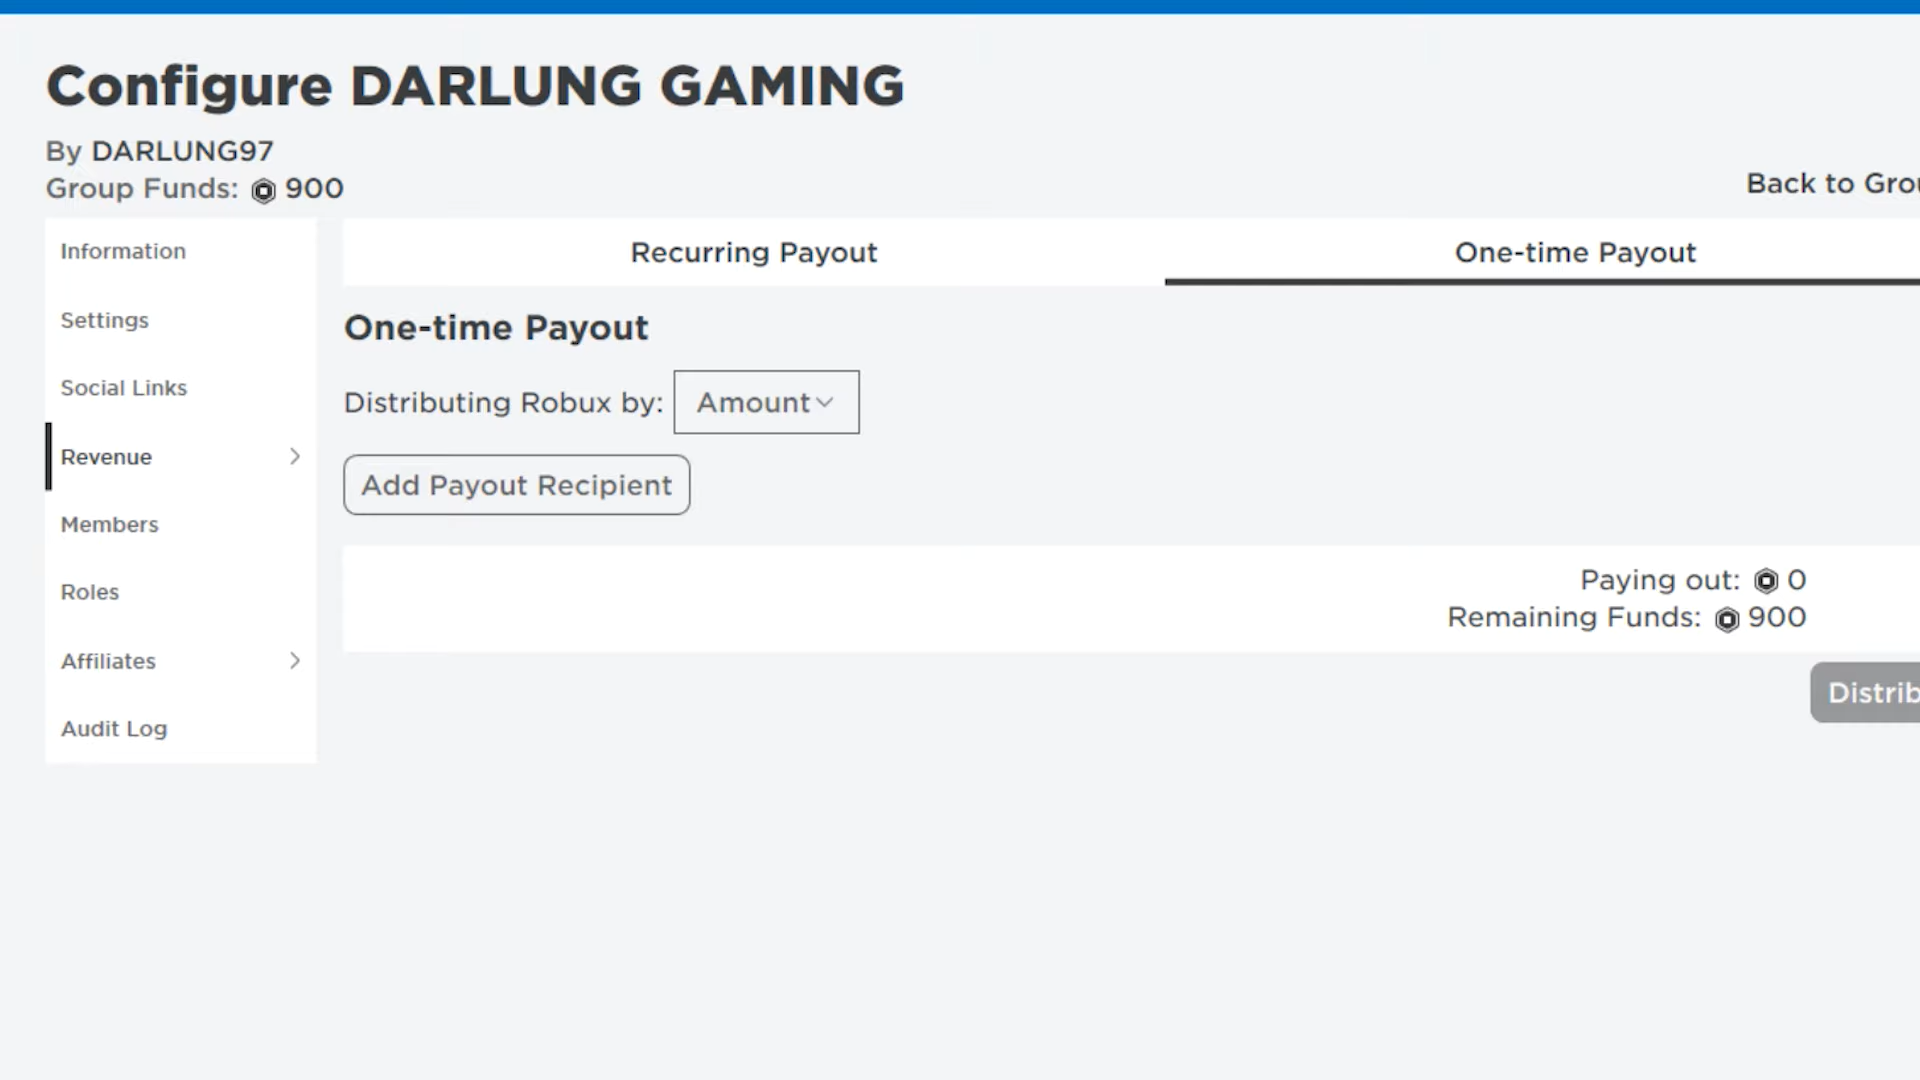 Configure DARLUNG GAMING
By DARLUNG97
Group Funds: 900
Back to Grou
Information
Settings
Social Links
Revenue
Members
Roles
Affiliates
Audit Log
Recurring Payout
One-time Payout
One-time Payout
Distributing Robux by: Amount
Add Payout Recipient
Paying out: 0
Remaining Funds: 900
Distrib